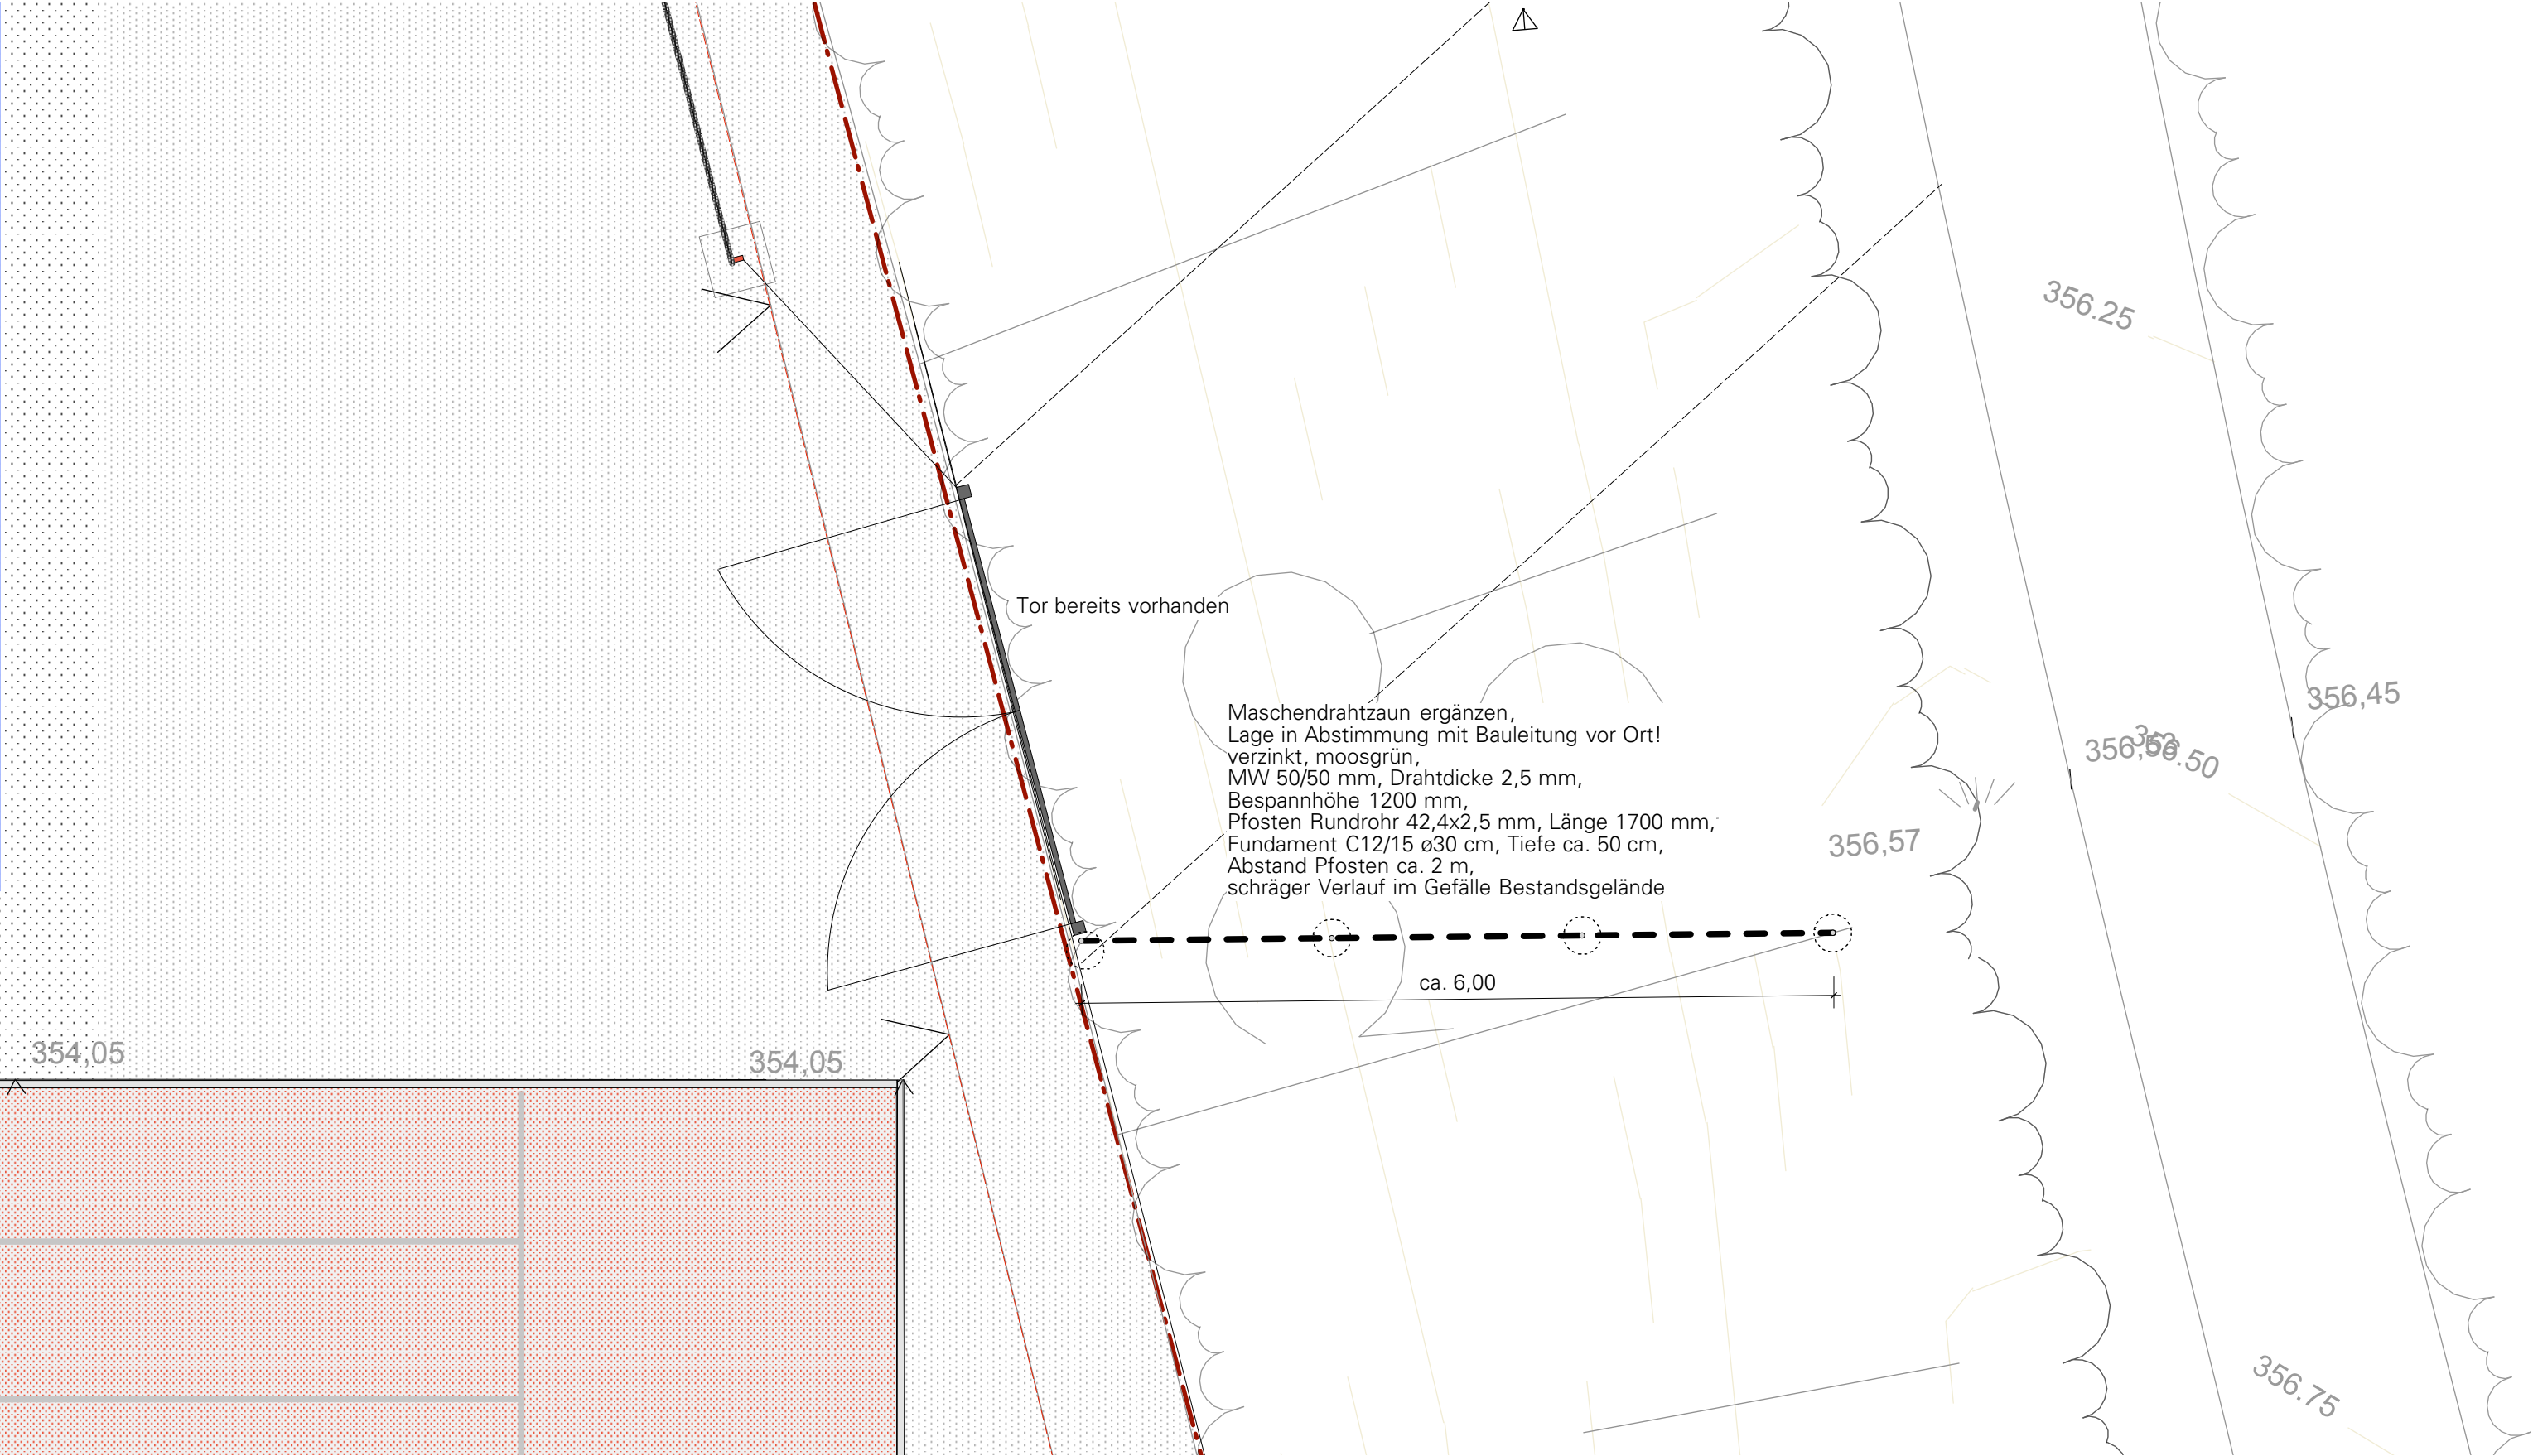 356.25
Tor bereits vorhanden
356,45
Maschendrahtzaun ergänzen,
Lage in Abstimmung mit Bauleitung vor Ort!
verzinkt, moosgrün,
MW 50/50 mm, Drahtdicke 2,5 mm,
Bespannhöhe 1200 mm,
Pfosten Rundrohr 42,4x2,5 mm, Länge 1700 mm,
Fundament C12/15 ø30 cm, Tiefe ca. 50 cm,
Abstand Pfosten ca. 2 m,
schräger Verlauf im Gefälle Bestandsgelände
356.50
356,57
ca. 6,00
354,05
354,05
356.75